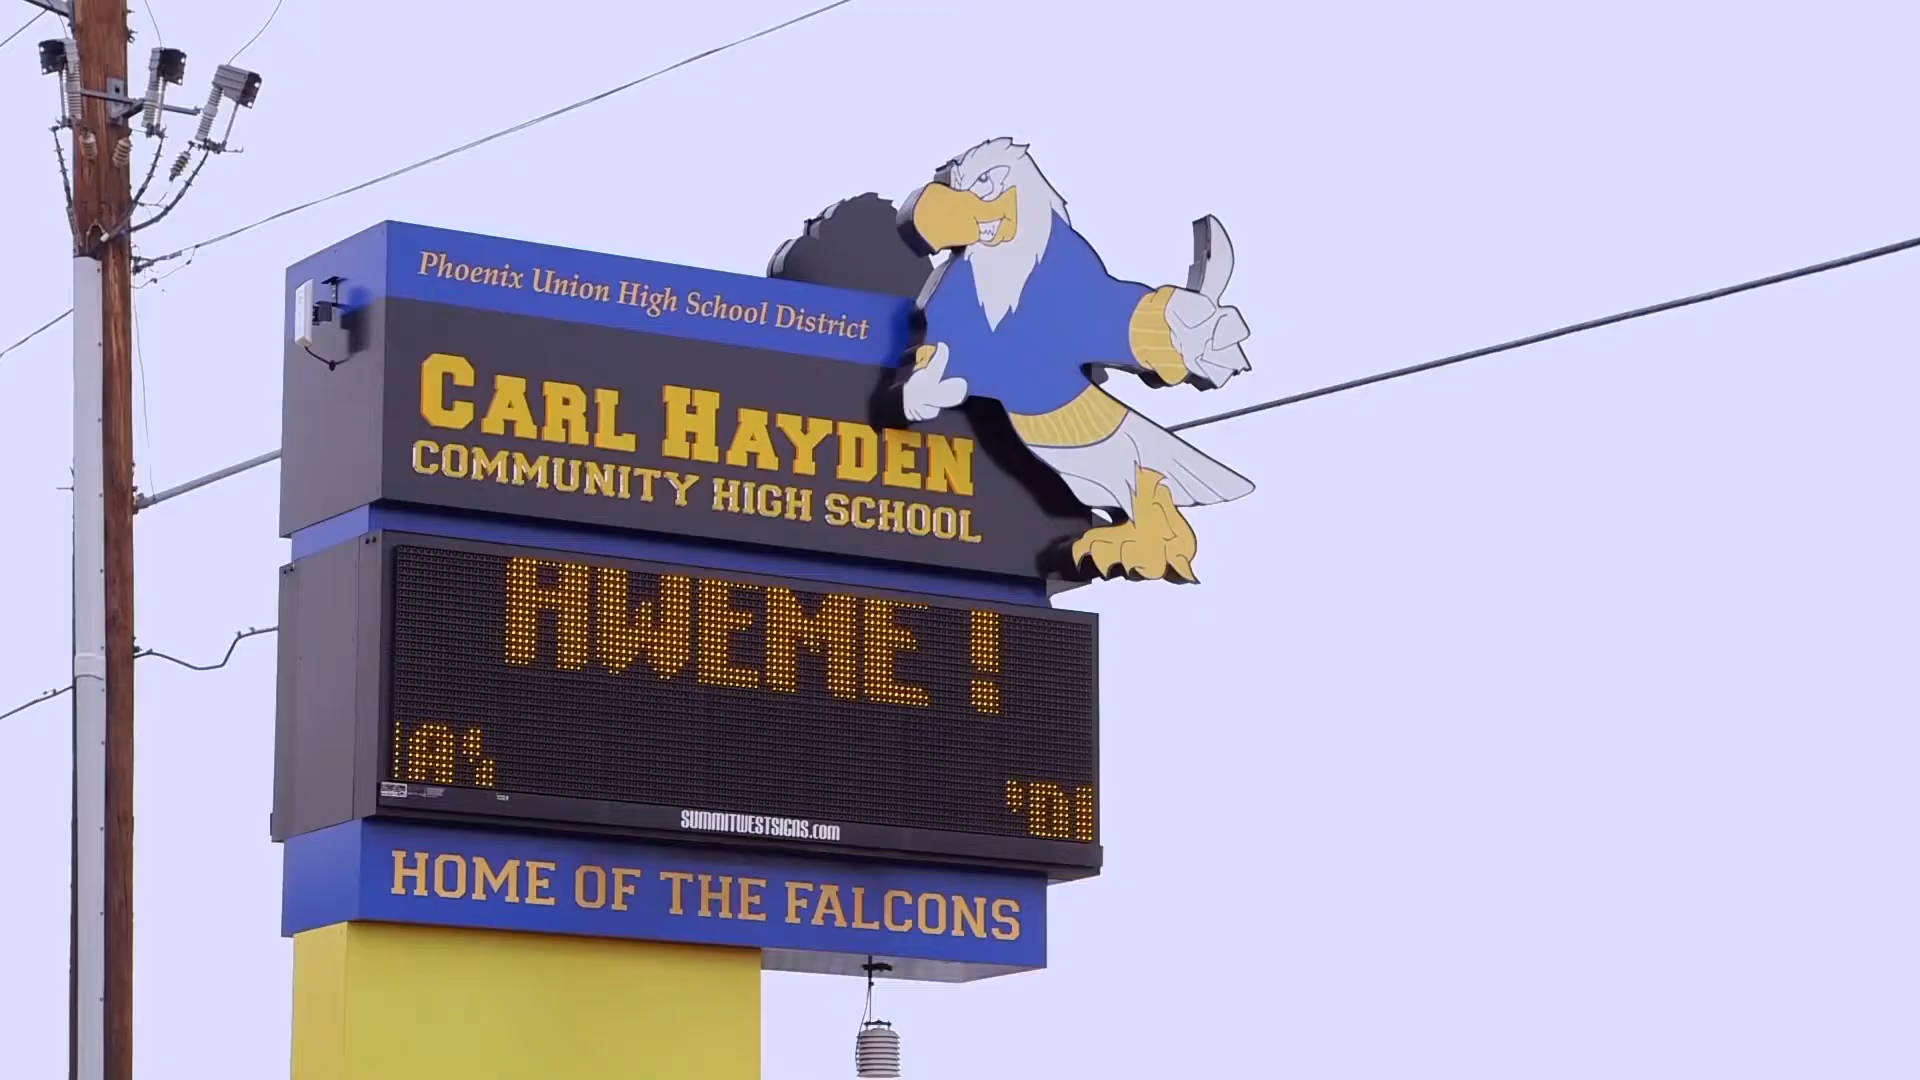 Phoenix Union High School District
CARL HAYDEN
COMMUNITY HIGH SCHOOL
AWEME!
SUMMITWESTSIGNS.com
HOME OF THE FALCONS